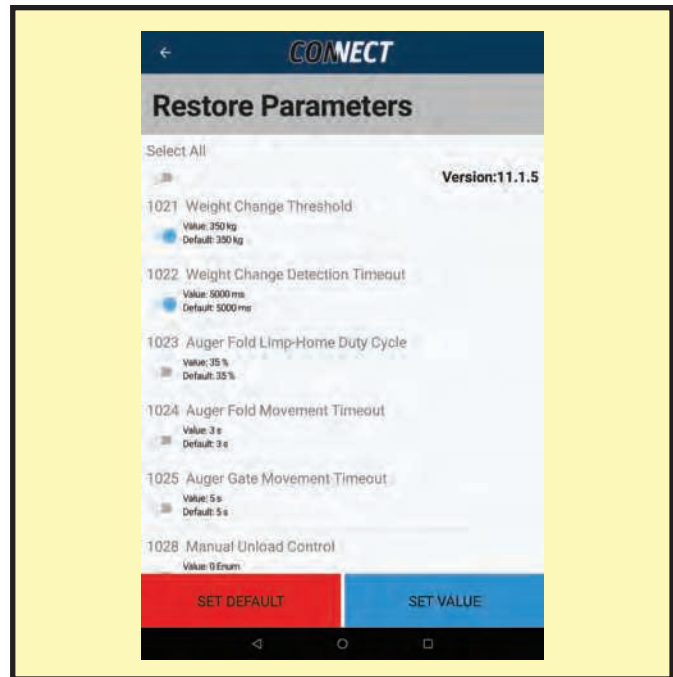 CONNECT
Restore Parameters
Select All
Version:11.1.5
1021 Weight Change Threshold
Value: 350 kg
Default: 350 kg
1022 Weight Change Detection Timeout
Value: 5000 ms
Default: 5000 ms
1023 Auger Fold Limp-Home Duty Cycle
Value: 35 %
Default: 35 %
1024 Auger Fold Movement Timeout
Value: 3 s
Default: 3 s
1025 Auger Gate Movement Timeout
Value: 5 s
Default: 5 s
1028 Manual Unload Control
Value: 0 Enum
SET DEFAULT SET VALUE